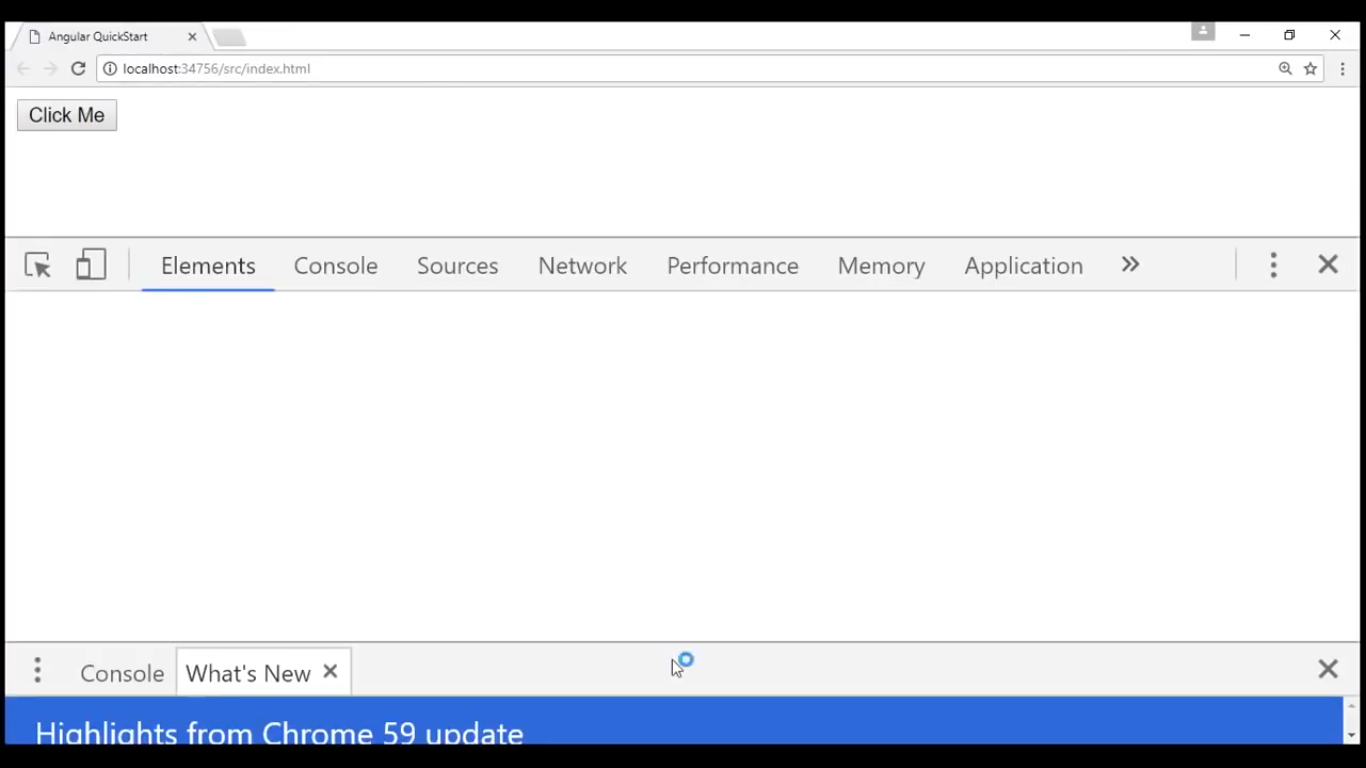 Angular QuickStart
localhost:34756/src/index.html
Click Me
Elements Console Sources Network Performance Memory Application
Console What's New
Highlights from Chrome 59 update